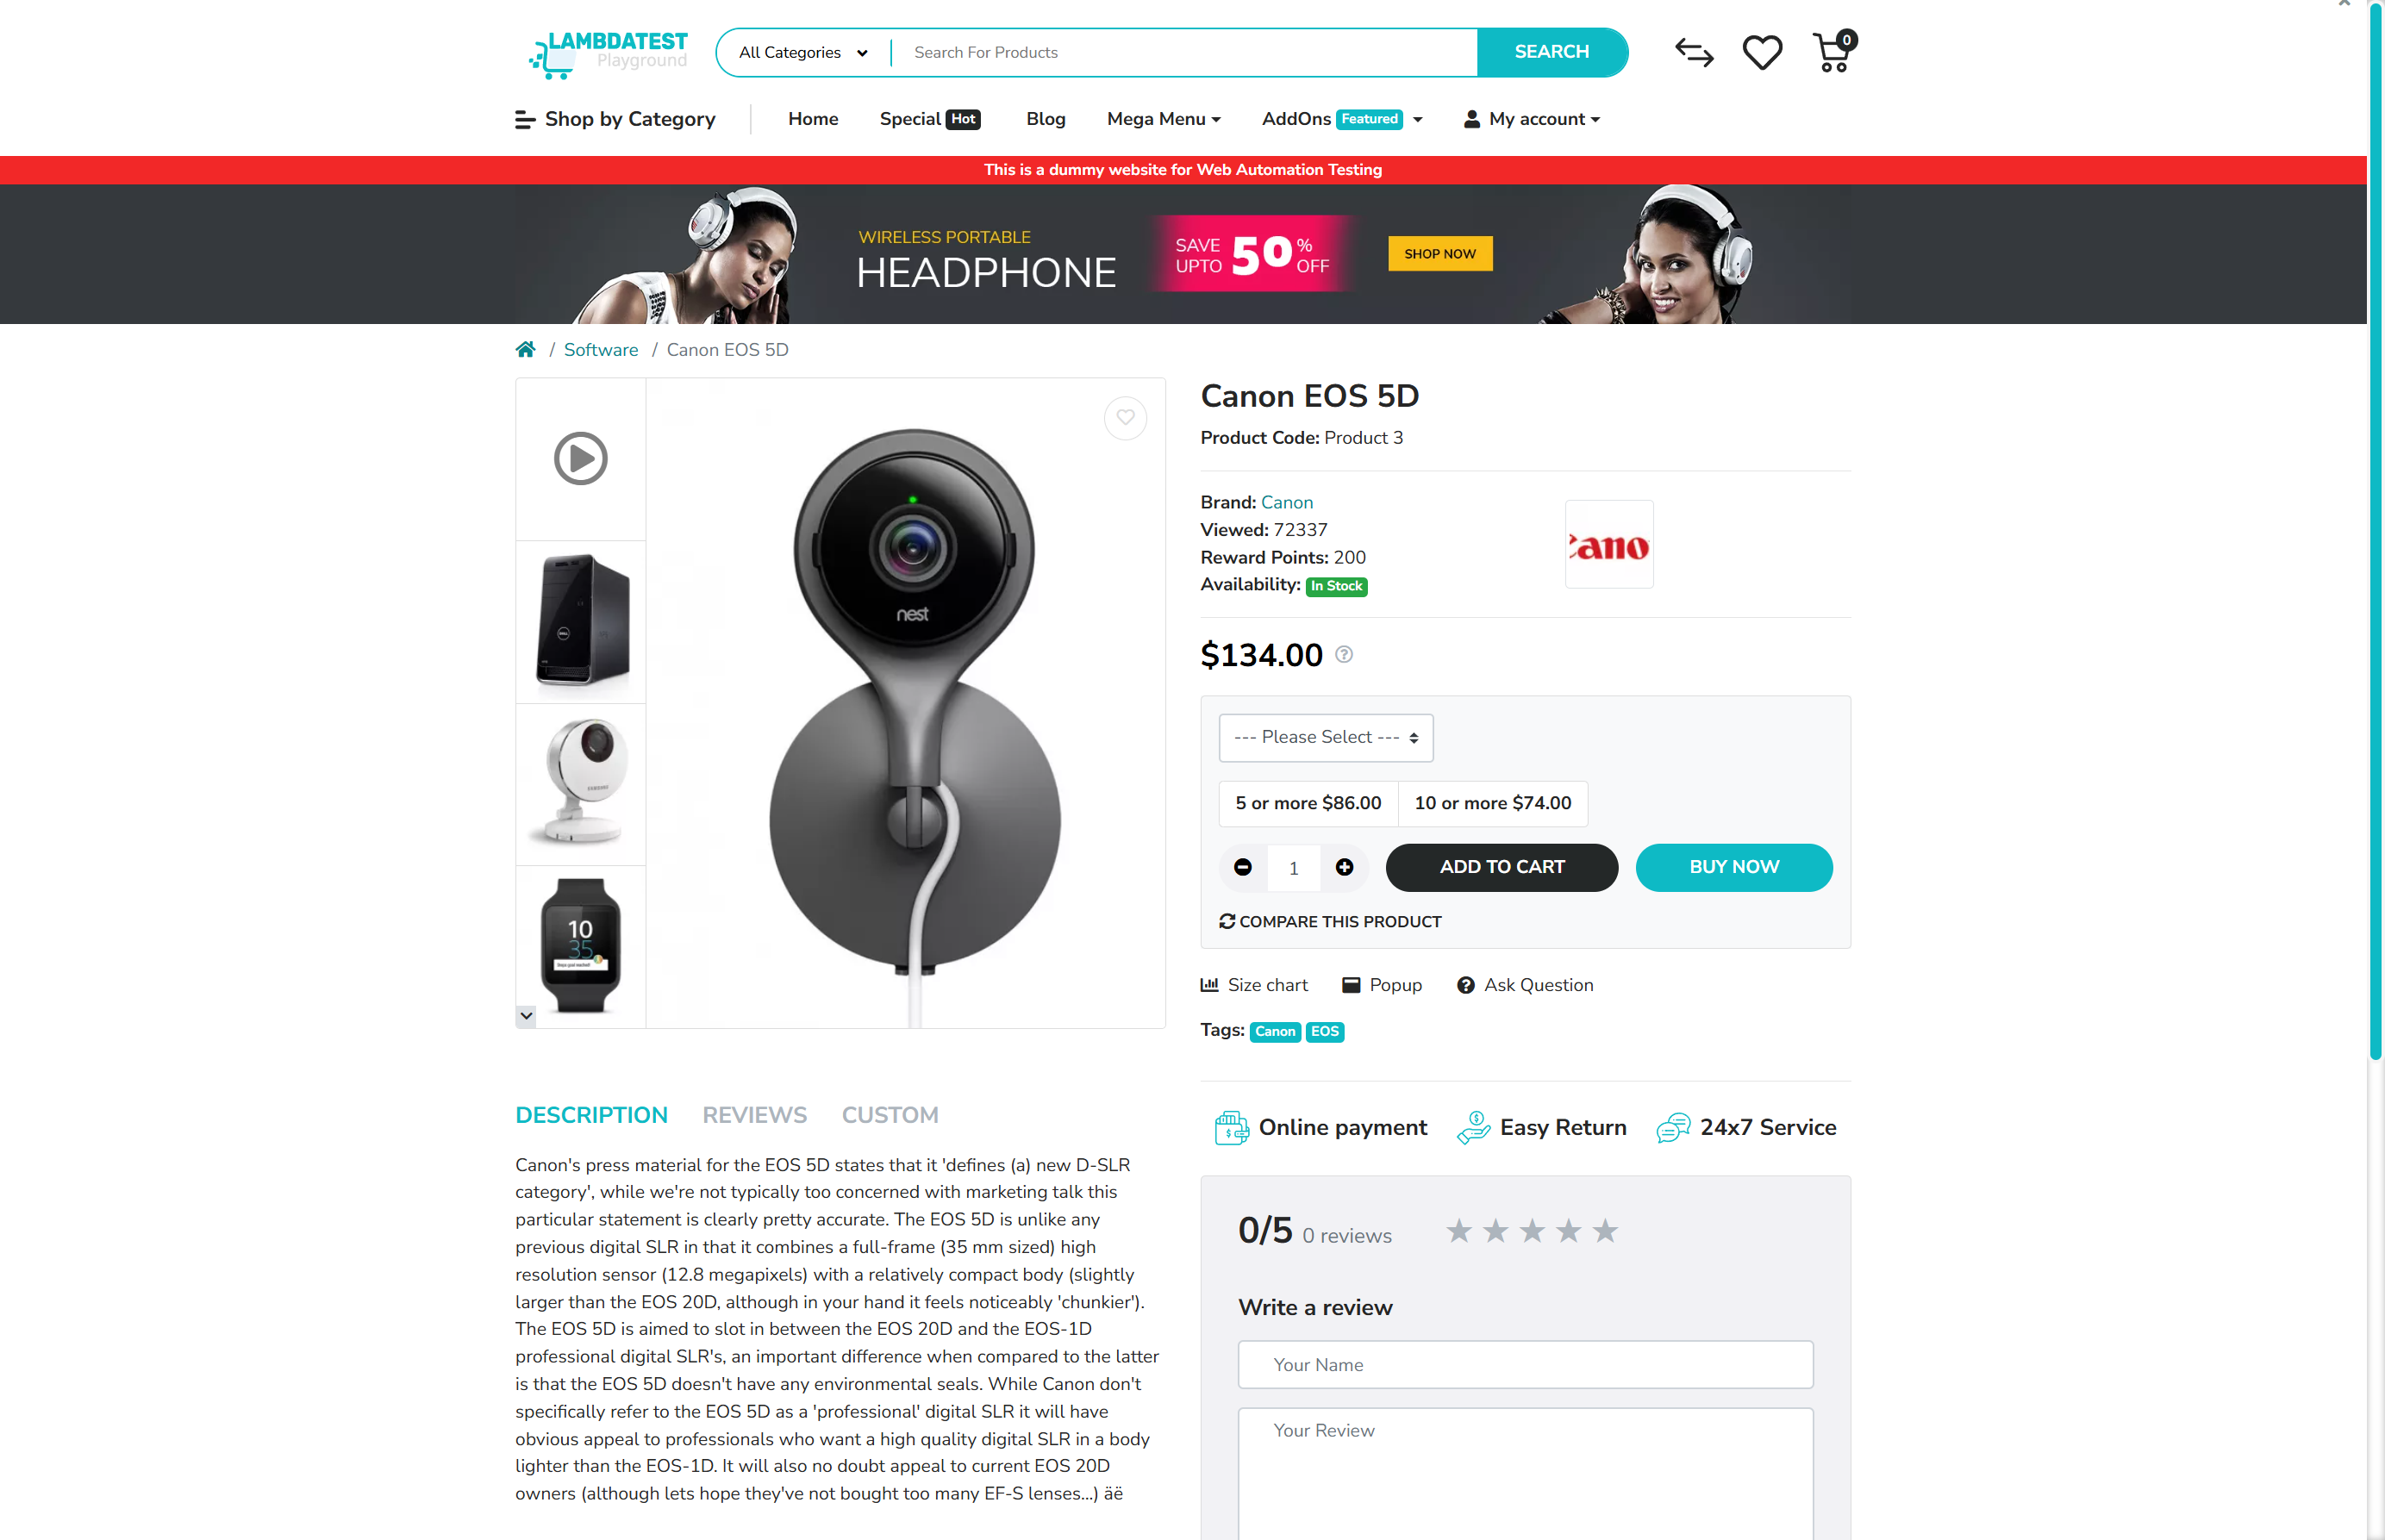 LAMBDATEST
Playground
All Categories
Search For Products
SEARCH
0
Shop by Category
Home
Special Hot
Blog
Mega Menu
AddOns Featured
My account
This is a dummy website for Web Automation Testing
WIRELESS PORTABLE
HEADPHONE
SAVE UPTO 50 % OFF
SHOP NOW
/ Software / Canon EOS 5D
nest
SAMSUNG
10
35
Canon EOS 5D
Product Code: Product 3
Brand: Canon
Viewed: 72337
Reward Points: 200
Availability: In Stock
Cano
$134.00
--- Please Select ---
5 or more $86.00
10 or more $74.00
1
ADD TO CART
BUY NOW
COMPARE THIS PRODUCT
Size chart
Popup
Ask Question
Tags: Canon EOS
DESCRIPTION
REVIEWS
CUSTOM
Canon's press material for the EOS 5D states that it 'defines (a) new D-SLR
category', while we're not typically too concerned with marketing talk this
particular statement is clearly pretty accurate. The EOS 5D is unlike any
previous digital SLR in that it combines a full-frame (35 mm sized) high
resolution sensor (12.8 megapixels) with a relatively compact body (slightly
larger than the EOS 20D, although in your hand it feels noticeably 'chunkier').
The EOS 5D is aimed to slot in between the EOS 20D and the EOS-1D
professional digital SLR's, an important difference when compared to the latter
is that the EOS 5D doesn't have any environmental seals. While Canon don't
specifically refer to the EOS 5D as a 'professional' digital SLR it will have
obvious appeal to professionals who want a high quality digital SLR in a body
lighter than the EOS-1D. It will also no doubt appeal to current EOS 20D
owners (although lets hope they've not bought too many EF-S lenses...) äë
Online payment
Easy Return
24x7 Service
0/5 0 reviews
Write a review
Your Name
Your Review